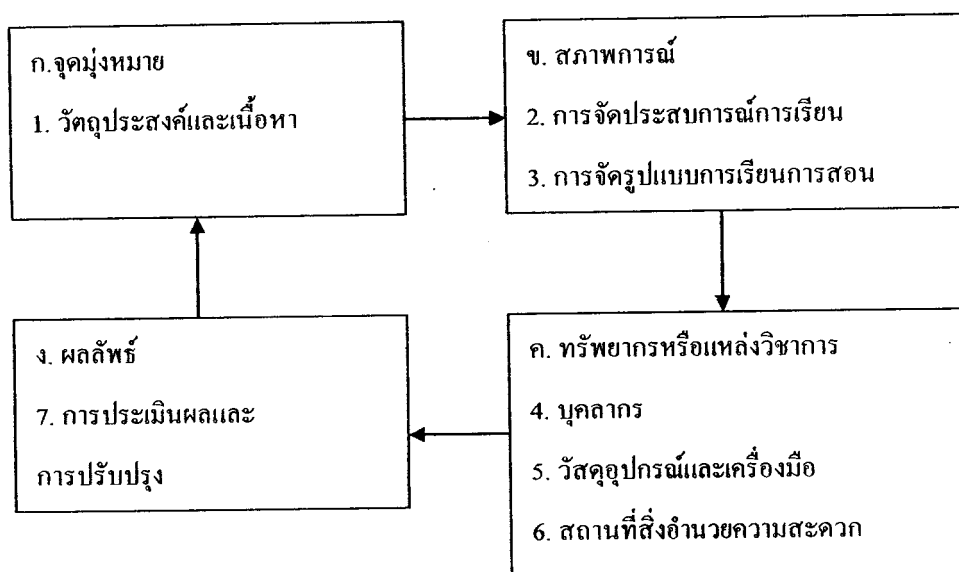 ก.จุดมุ่งหมาย
1. วัตถุประสงค์และเนื้อหา
ข. สภาพการณ์
2. การจัดประสบการณ์การเรียน
3. การจัดรูปแบบการเรียนการสอน
ค. ทรัพยากรหรือแหล่งวิชาการ
4. บุคลากร
5. วัสดุอุปกรณ์และเครื่องมือ
6. สถานที่สิ่งอำนวยความสะดวก
ง. ผลลัพธ์
7. การประเมินผลและ
การปรับปรุง